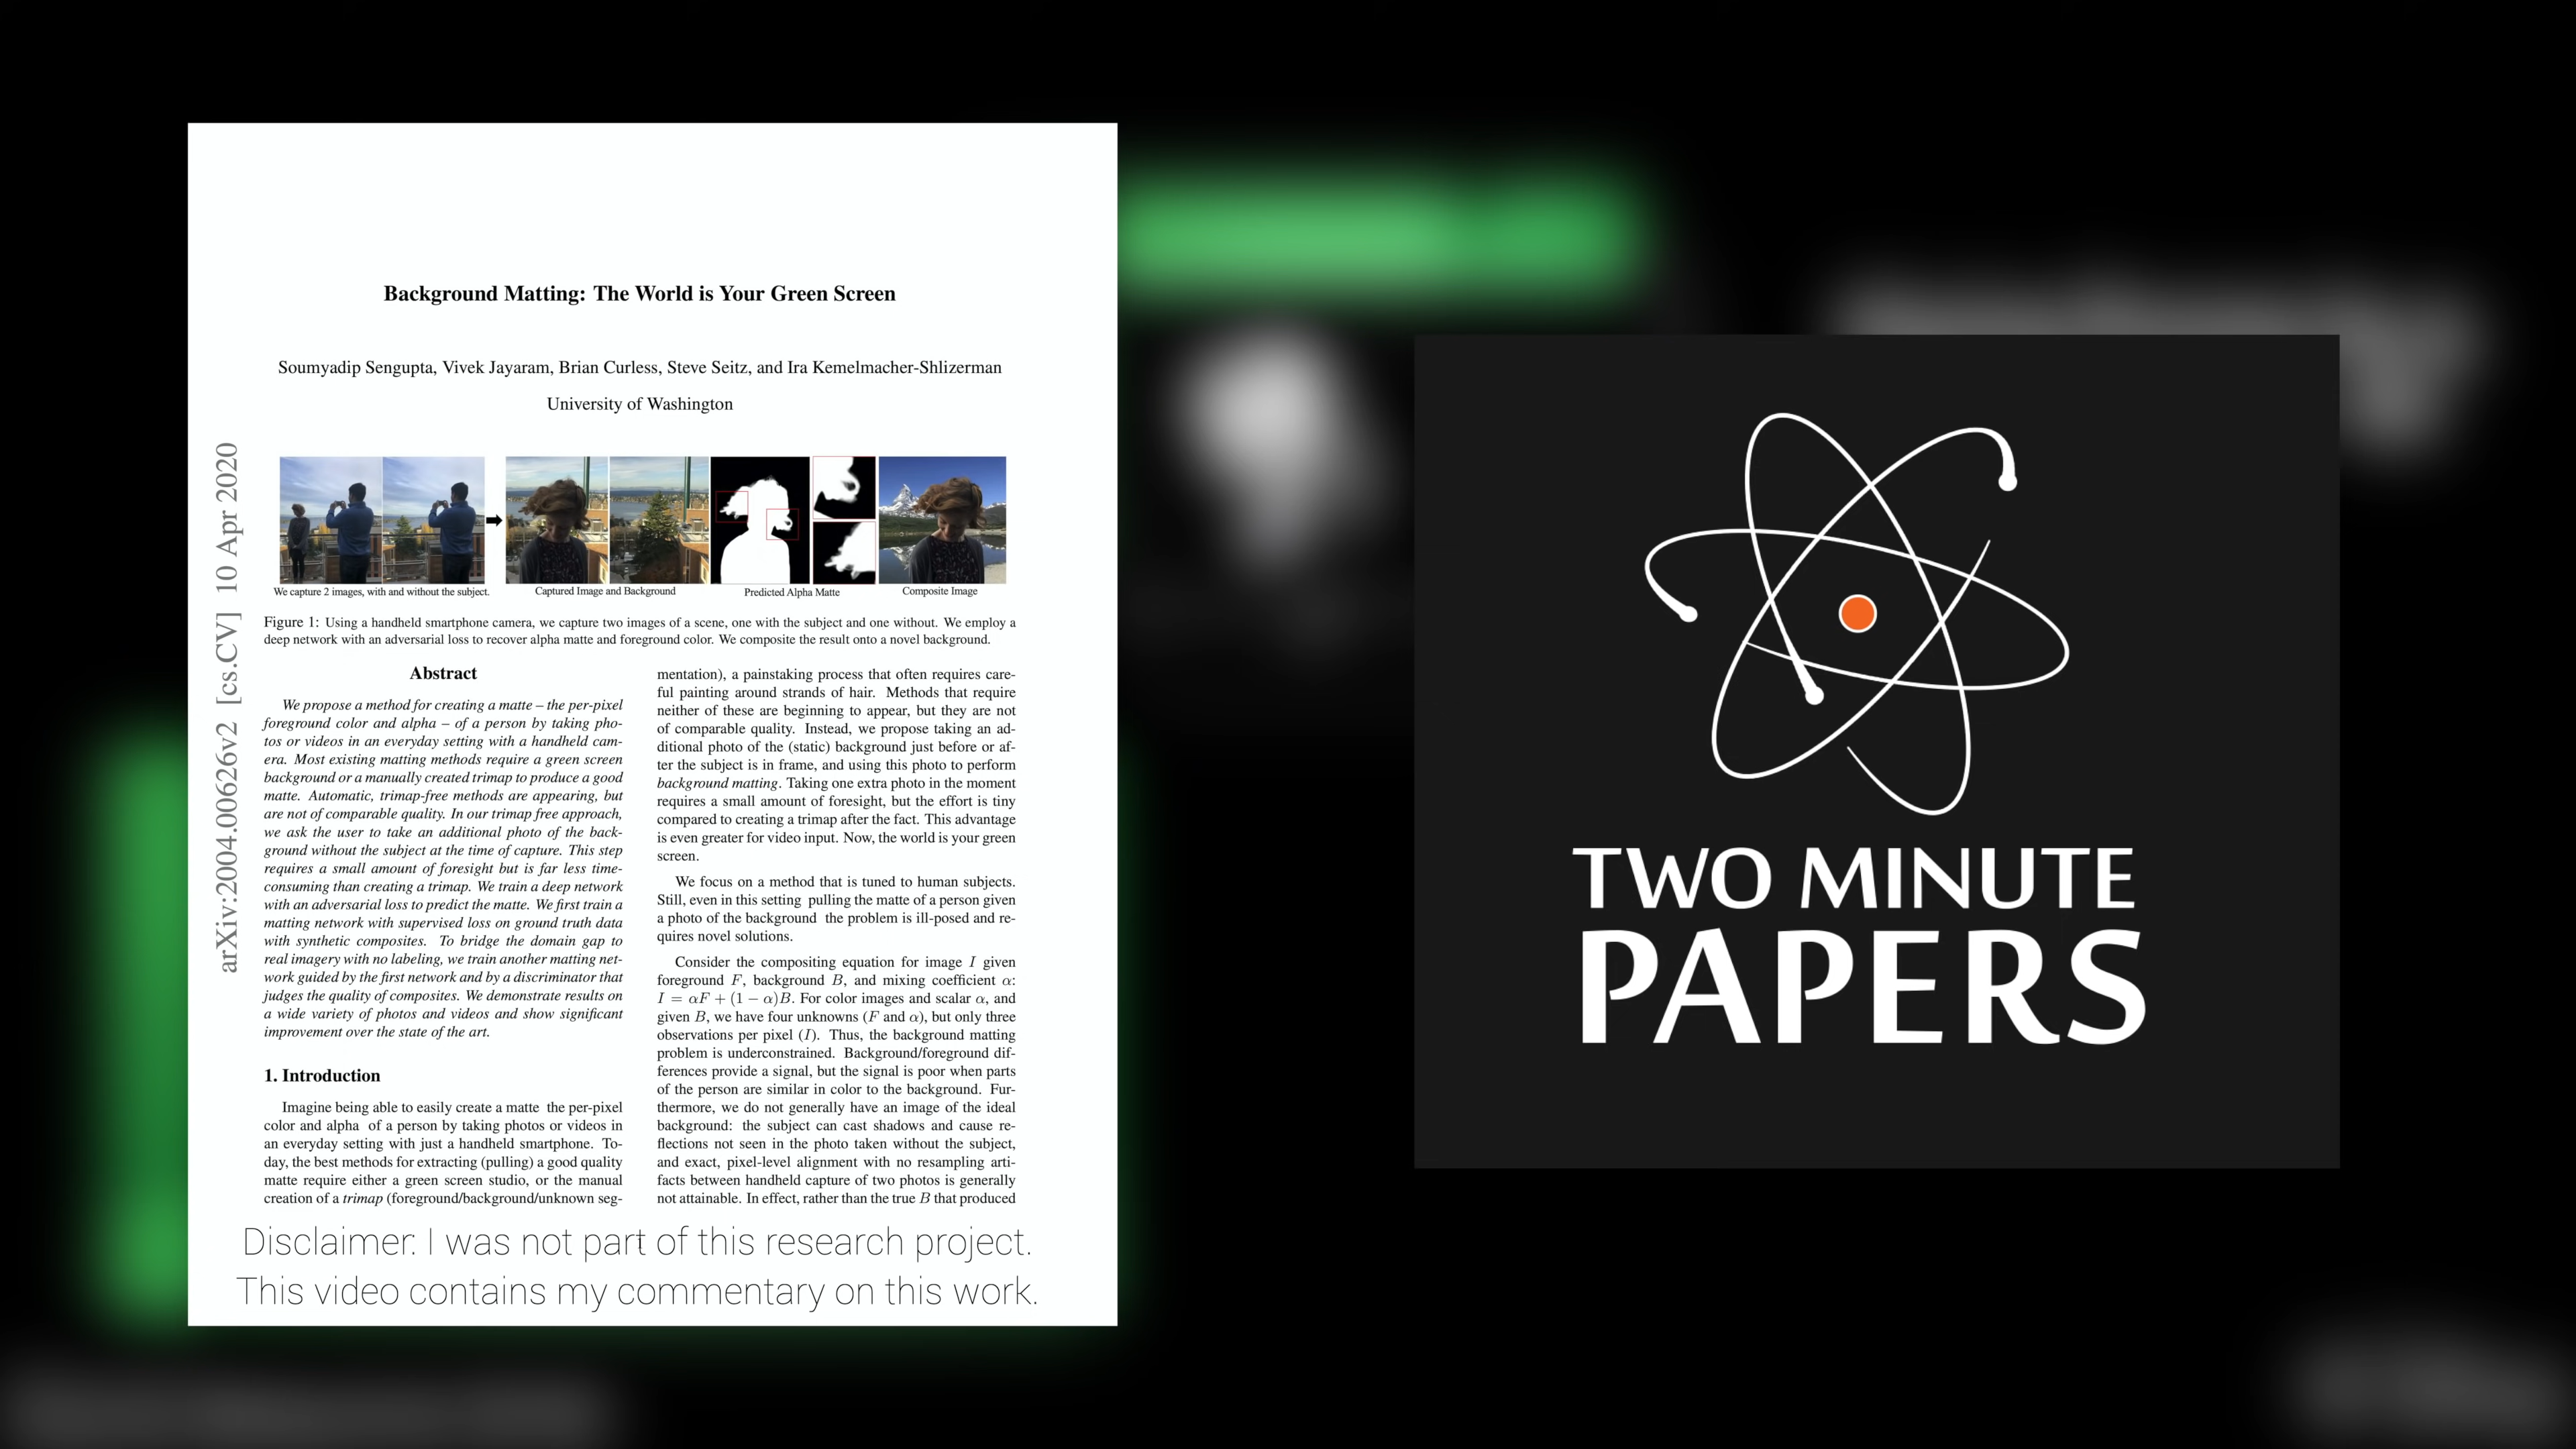 Background Matting: The World is Your Green Screen
Soumyadip Sengupta, Vivek Jayaram, Brian Curless, Steve Seitz, and Ira Kemelmacher-Shlizerman
University of Washington
arXiv:2004.00626v2 [cs.CV] 10 Apr 2020
We capture 2 images, with and without the subject.
Captured Image and Background
Predicted Alpha Matte
Composite Image
Figure 1: Using a handheld smartphone camera, we capture two images of a scene, one with the subject and one without. We employ a
deep network with an adversarial loss to recover alpha matte and foreground color. We composite the result onto a novel background.
Abstract
We propose a method for creating a matte – the per-pixel
foreground color and alpha – of a person by taking pho-
tos or videos in an everyday setting with a handheld cam-
era. Most existing matting methods require a green screen
background or a manually created trimap to produce a good
matte. Automatic, trimap-free methods are appearing, but
are not of comparable quality. In our trimap free approach,
we ask the user to take an additional photo of the back-
ground without the subject at the time of capture. This step
requires a small amount of foresight but is far less time-
consuming than creating a trimap. We train a deep network
with an adversarial loss to predict the matte. We first train a
matting network with supervised loss on ground truth data
with synthetic composites. To bridge the domain gap to
real imagery with no labeling, we train another matting net-
work guided by the first network and by a discriminator that
judges the quality of composites. We demonstrate results on
a wide variety of photos and videos and show significant
improvement over the state of the art.
1. Introduction
Imagine being able to easily create a matte the per-pixel
color and alpha of a person by taking photos or videos in
an everyday setting with just a handheld smartphone. To-
day, the best methods for extracting (pulling) a good quality
matte require either a green screen studio, or the manual
creation of a trimap (foreground/background/unknown seg-
mentation), a painstaking process that often requires care-
ful painting around strands of hair. Methods that require
neither of these are beginning to appear, but they are not
of comparable quality. Instead, we propose taking an ad-
ditional photo of the (static) background just before or af-
ter the subject is in frame, and using this photo to perform
background matting. Taking one extra photo in the moment
requires a small amount of foresight, but the effort is tiny
compared to creating a trimap after the fact. This advantage
is even greater for video input. Now, the world is your green
screen.
We focus on a method that is tuned to human subjects.
Still, even in this setting pulling the matte of a person given
a photo of the background the problem is ill-posed and re-
quires novel solutions.
Consider the compositing equation for image I given
foreground F, background B, and mixing coefficient α:
I = αF + (1 − α)B. For color images and scalar α, and
given B, we have four unknowns (F and α), but only three
observations per pixel (I). Thus, the background matting
problem is underconstrained. Background/foreground dif-
ferences provide a signal, but the signal is poor when parts
of the person are similar in color to the background. Fur-
thermore, we do not generally have an image of the ideal
background: the subject can cast shadows and cause re-
flections not seen in the photo taken without the subject,
and exact, pixel-level alignment with no resampling arti-
facts between handheld capture of two photos is generally
not attainable. In effect, rather than the true B that produced
Disclaimer: I was not part of this research project.
This video contains my commentary on this work.
TWO MINUTE
PAPERS